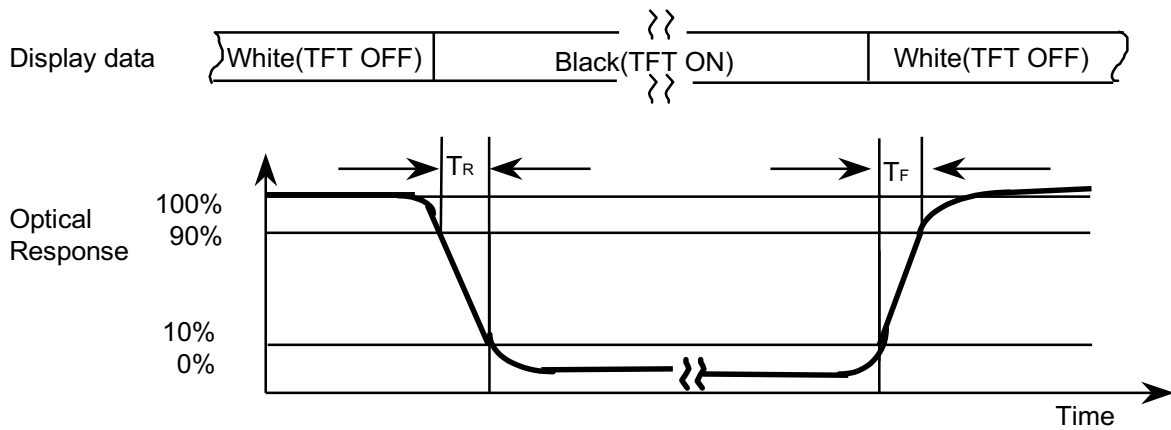 Display data
White(TFT OFF)
Black(TFT ON)
White(TFT OFF)
TR
TF
Optical
Response
100%
90%
10%
0%
Time